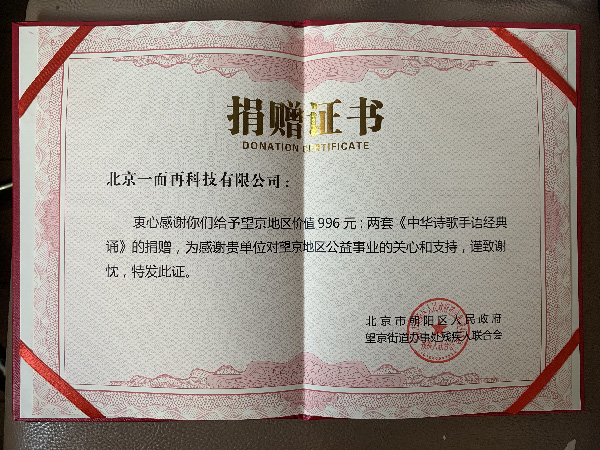 捐赠证书
DONATION CERTIFICATE
北京一而再科技有限公司：
衷心感谢你们给予望京地区价值996元；两套《中华诗歌手语经典
诵》的捐赠，为感谢贵单位对望京地区公益事业的关心和支持，谨致谢
忱，特发此证。
北京市朝阳区人民政府
望京街道办事处残疾人联合会